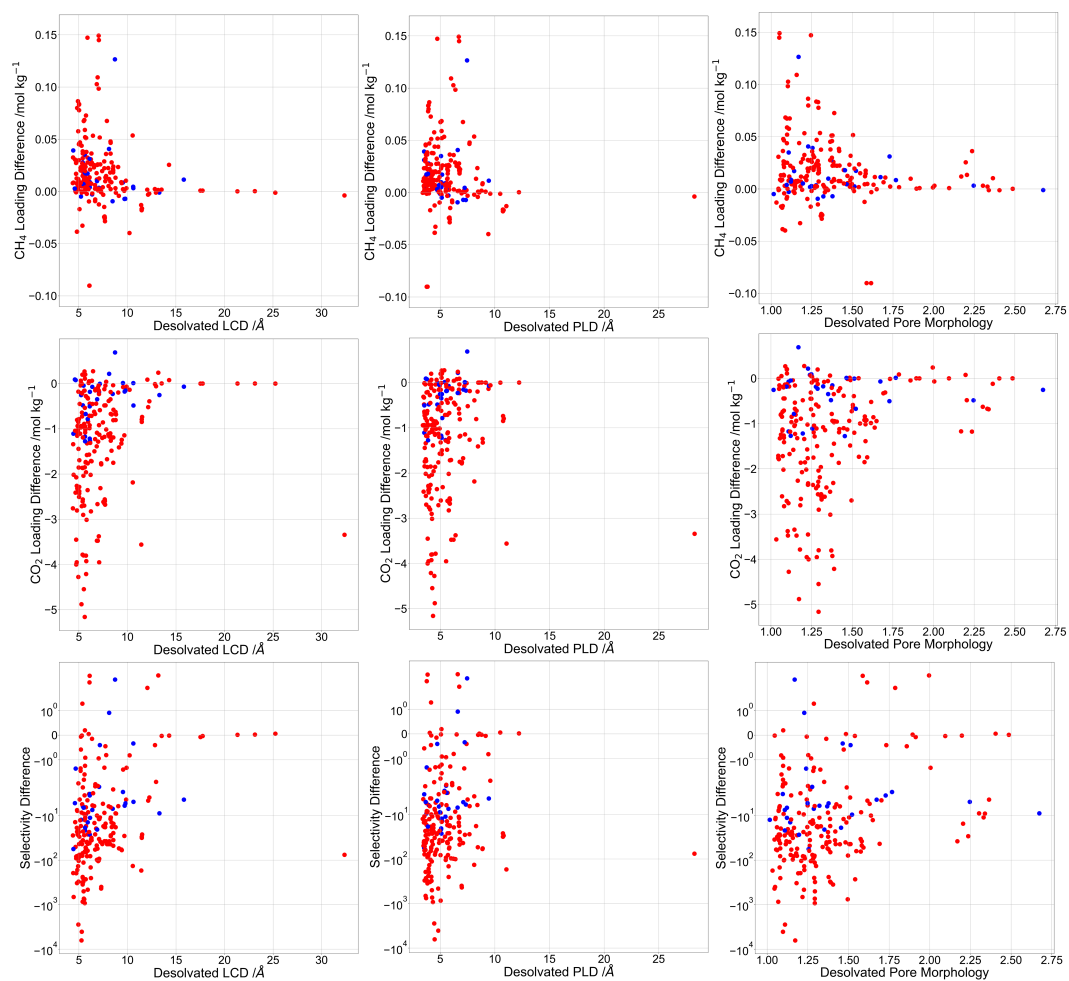 CH4 Loading Difference /mol kg−1
0.15
0.10
0.05
0.00
−0.05
−0.10
5 10 15 20 25 30
Desolvated LCD /Å
CH4 Loading Difference /mol kg−1
0.15
0.10
0.05
0.00
−0.05
−0.10
5 10 15 20 25
Desolvated PLD /Å
CH4 Loading Difference /mol kg−1
0.15
0.10
0.05
0.00
−0.05
−0.10
1.00 1.25 1.50 1.75 2.00 2.25 2.50 2.75
Desolvated Pore Morphology
CO2 Loading Difference /mol kg−1
0
−1
−2
−3
−4
−5
5 10 15 20 25 30
Desolvated LCD /Å
CO2 Loading Difference /mol kg−1
0
−1
−2
−3
−4
−5
5 10 15 20 25
Desolvated PLD /Å
CO2 Loading Difference /mol kg−1
0
−1
−2
−3
−4
−5
1.00 1.25 1.50 1.75 2.00 2.25 2.50 2.75
Desolvated Pore Morphology
Selectivity Difference
10^0
0
−10^0
−10^1
−10^2
−10^3
−10^4
5 10 15 20 25 30
Desolvated LCD /Å
Selectivity Difference
10^0
0
−10^0
−10^1
−10^2
−10^3
−10^4
5 10 15 20 25
Desolvated PLD /Å
Selectivity Difference
10^0
0
−10^0
−10^1
−10^2
−10^3
−10^4
1.00 1.25 1.50 1.75 2.00 2.25 2.50 2.75
Desolvated Pore Morphology